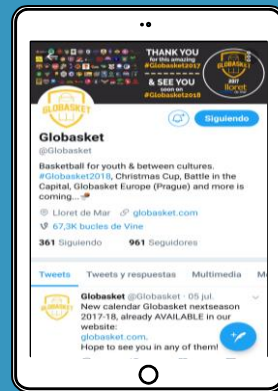 THANK YOU
for this amazing
#Globasket2017
& SEE YOU
soon on
#Globasket2018
GLOBASKET
2017
lloret
GLOBASKET
Siguiendo
Globasket
@Globasket
Basketball for youth & between cultures.
#Globasket2018, Christmas Cup, Battle in the
Capital, Globasket Europe (Prague) and more is
coming...
Lloret de Mar globasket.com
67,3K bucles de Vine
361 Siguiendo 961 Seguidores
Tweets Tweets y respuestas Multimedia M
Globasket @Globasket · 05 jul.
New calendar Globasket nextseason
2017-18, already AVAILABLE in our
website:
globasket.com.
Hope to see you in any of them!